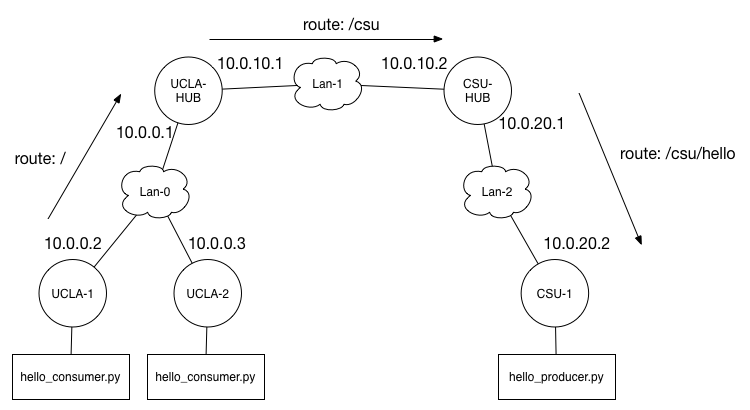 route: /csu
10.0.10.1
10.0.10.2
UCLA-
HUB
Lan-1
CSU-
HUB
10.0.0.1
10.0.20.1
route: /
route: /csu/hello
Lan-0
Lan-2
10.0.0.2
10.0.0.3
10.0.20.2
UCLA-1
UCLA-2
CSU-1
hello_consumer.py
hello_consumer.py
hello_producer.py